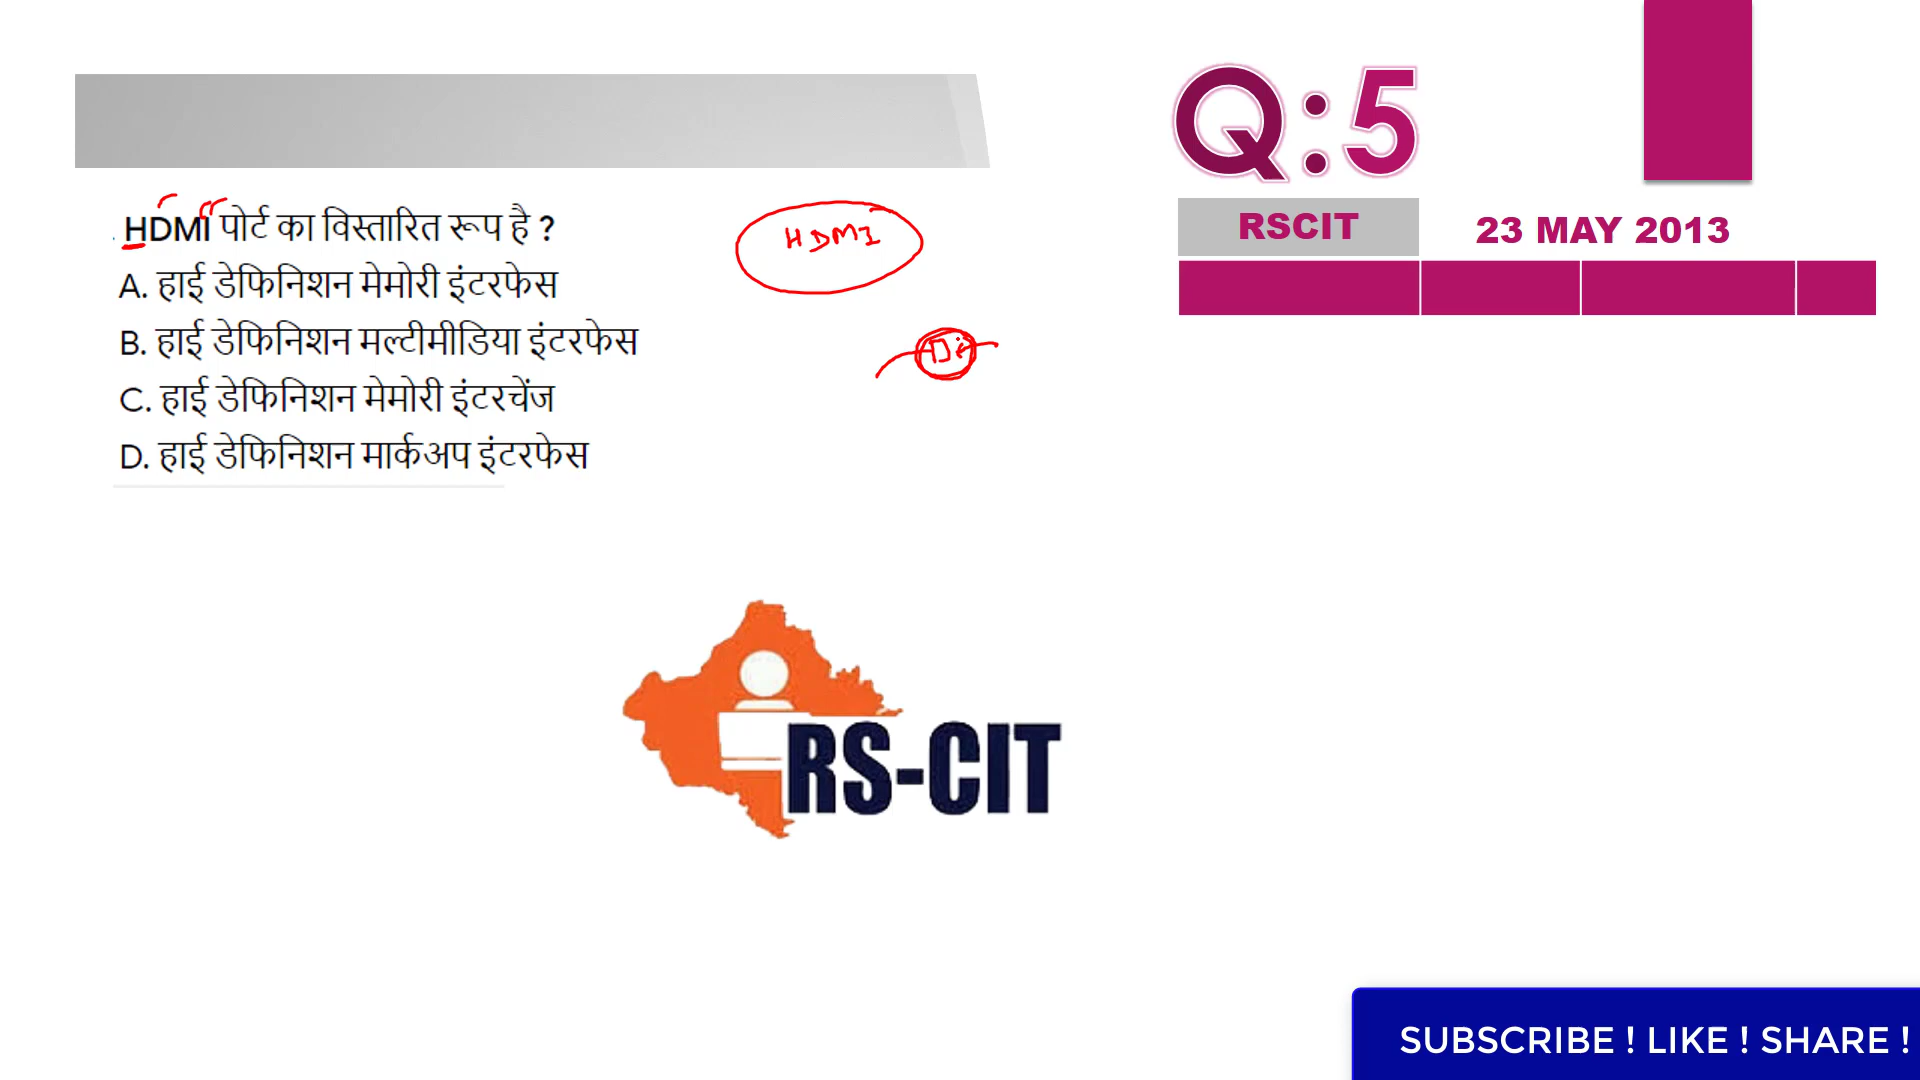 Q:5
RSCIT
23 MAY 2013
HDMI पोर्ट का विस्तारित रूप है ?
A. हाई डेफिनिशन मेमोरी इंटरफेस
B. हाई डेफिनिशन मल्टीमीडिया इंटरफेस
C. हाई डेफिनिशन मेमोरी इंटरचेंज
D. हाई डेफिनिशन मार्कअप इंटरफेस
HDMI
RS-CIT
SUBSCRIBE ! LIKE ! SHARE !